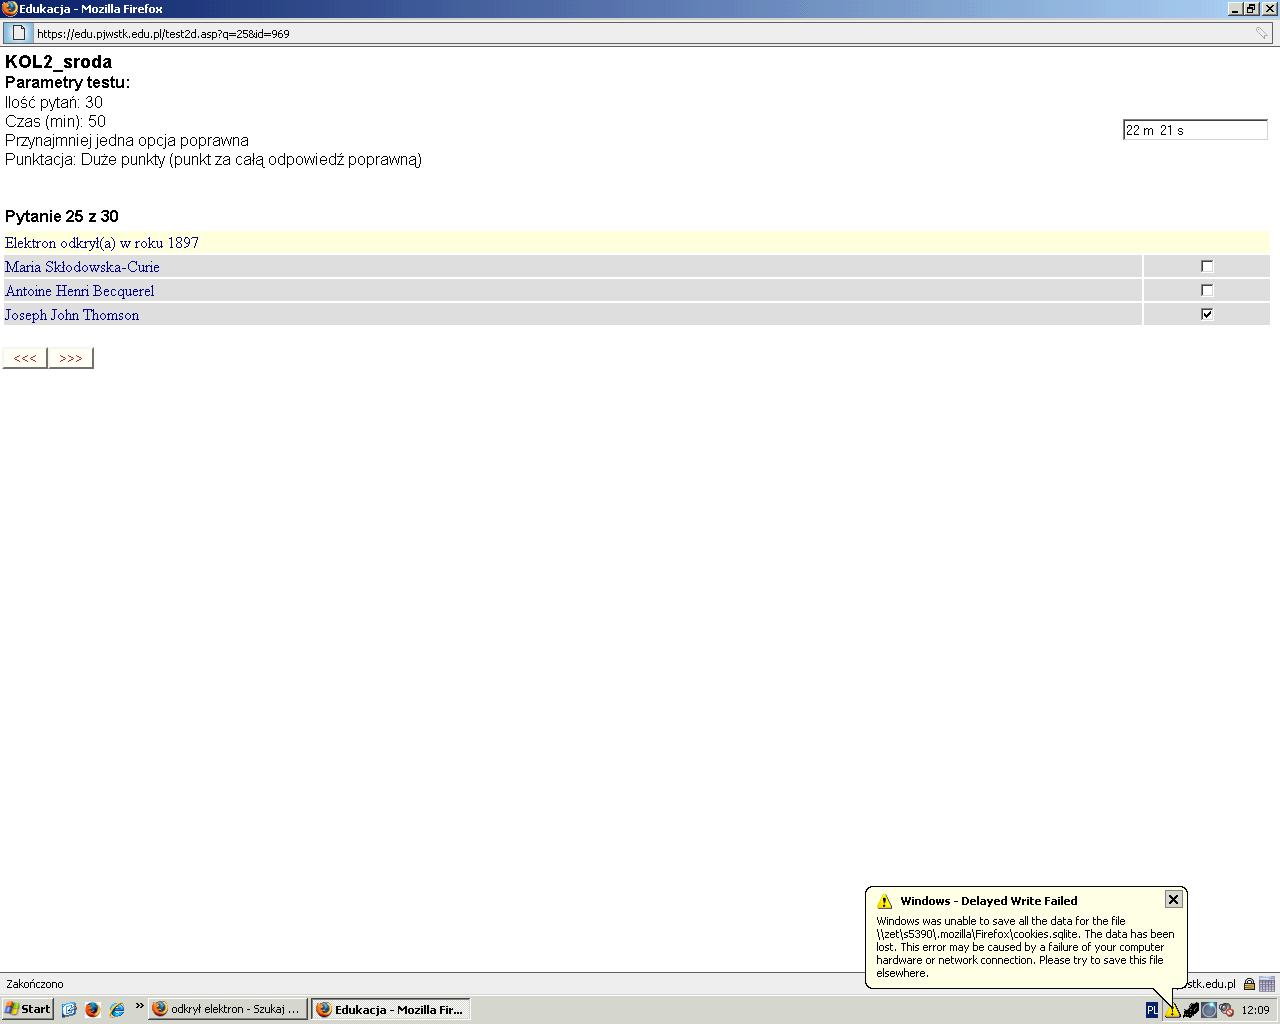 Edukacja - Mozilla Firefox
https://edu.pjwstk.edu.pl/test2d.asp?q=25&id=969
KOL2_sroda
Parametry testu:
Ilość pytań: 30
Czas (min): 50
Przynajmniej jedna opcja poprawna
Punktacja: Duże punkty (punkt za całą odpowiedź poprawną)
22 m 21 s
Pytanie 25 z 30
Elektron odkrył(a) w roku 1897
Maria Skłodowska-Curie
Antoine Henri Becquerel
Joseph John Thomson
<<< >>>
Windows - Delayed Write Failed
Windows was unable to save all the data for the file
\\zet\s5390\.mozilla\Firefox\cookies.sqlite. The data has been
lost. This error may be caused by a failure of your computer
hardware or network connection. Please try to save this file
elsewhere.
Zakończono
wstk.edu.pl
Start » odkrył elektron - Szukaj ... Edukacja - Mozilla Fir... PL 12:09